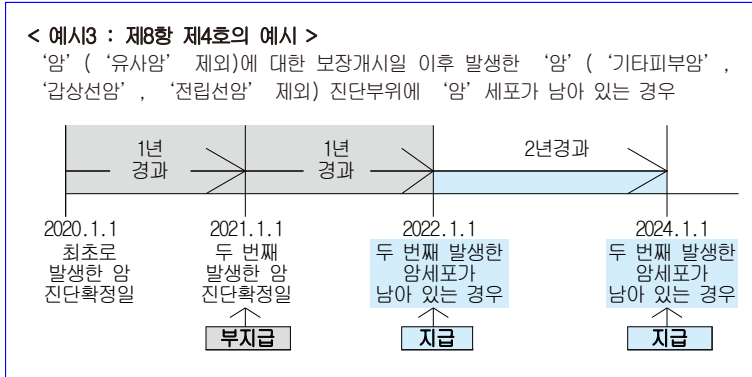 < 예시3 : 제8항 제4호의 예시 >
‘암’ ( ‘유사암’ 제외)에 대한 보장개시일 이후 발생한 ‘암’ ( ‘기타피부암’ ,
‘갑상선암’ , ‘전립선암’ 제외) 진단부위에 ‘암’ 세포가 남아 있는 경우
1년
경과
1년
경과
2년경과
2020.1.1
최초로
발생한 암
진단확정일
2021.1.1
두 번째
발생한 암
진단확정일
부지급
2022.1.1
두 번째 발생한
암세포가
남아 있는 경우
지급
2024.1.1
두 번째 발생한
암세포가
남아 있는 경우
지급